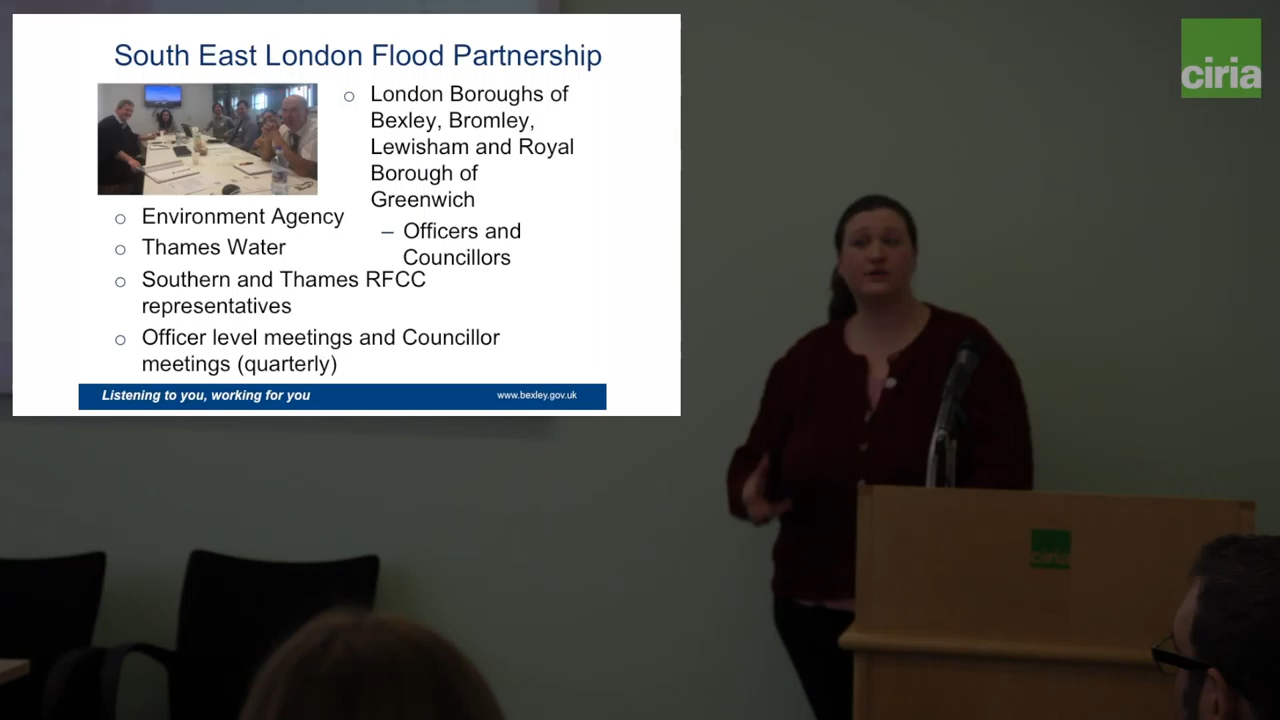 South East London Flood Partnership
London Boroughs of
Bexley, Bromley,
Lewisham and Royal
Borough of
Greenwich
– Officers and
Councillors
Environment Agency
Thames Water
Southern and Thames RFCC
representatives
Officer level meetings and Councillor
meetings (quarterly)
Listening to you, working for you
www.bexley.gov.uk
ciria
ciria